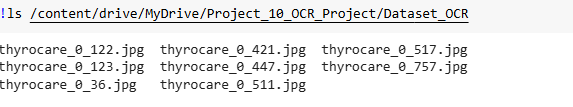 !ls /content/drive/MyDrive/Project_10_OCR_Project/Dataset_OCR
thyrocare_0_122.jpg thyrocare_0_421.jpg thyrocare_0_517.jpg
thyrocare_0_123.jpg thyrocare_0_447.jpg thyrocare_0_757.jpg
thyrocare_0_36.jpg thyrocare_0_511.jpg